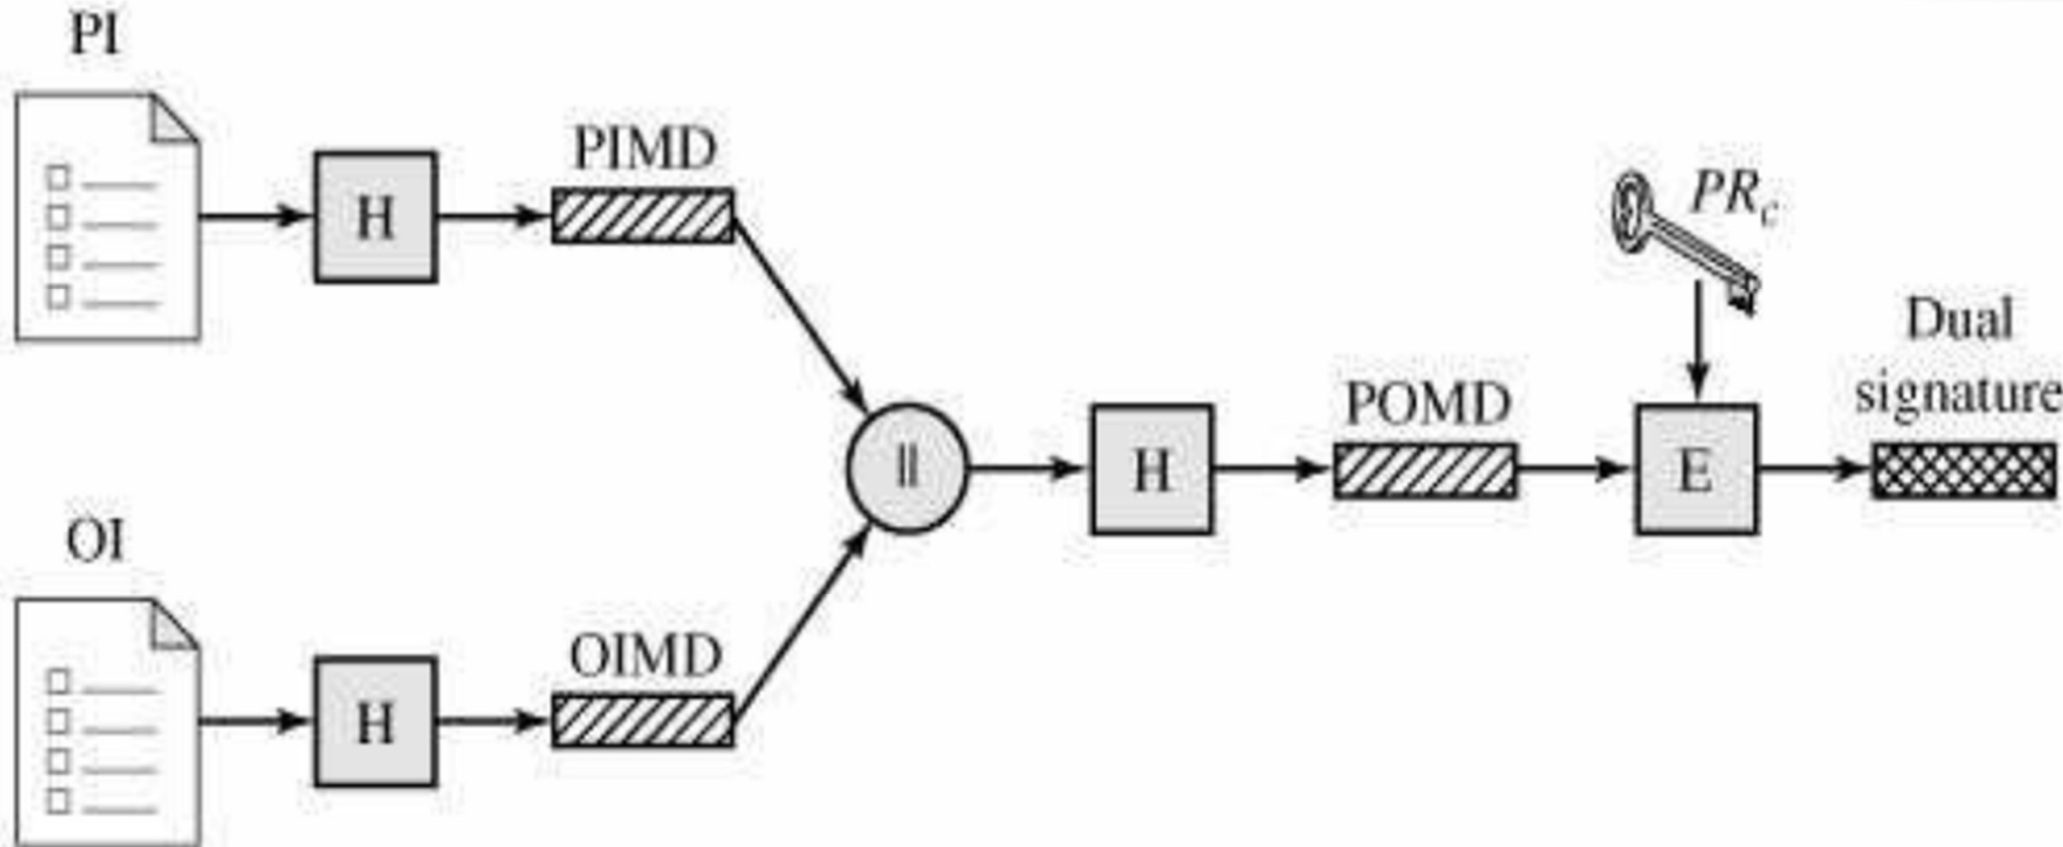 PI
H
PIMD
PR_c
Dual
signature
POMD
||
H
E
OI
H
OIMD